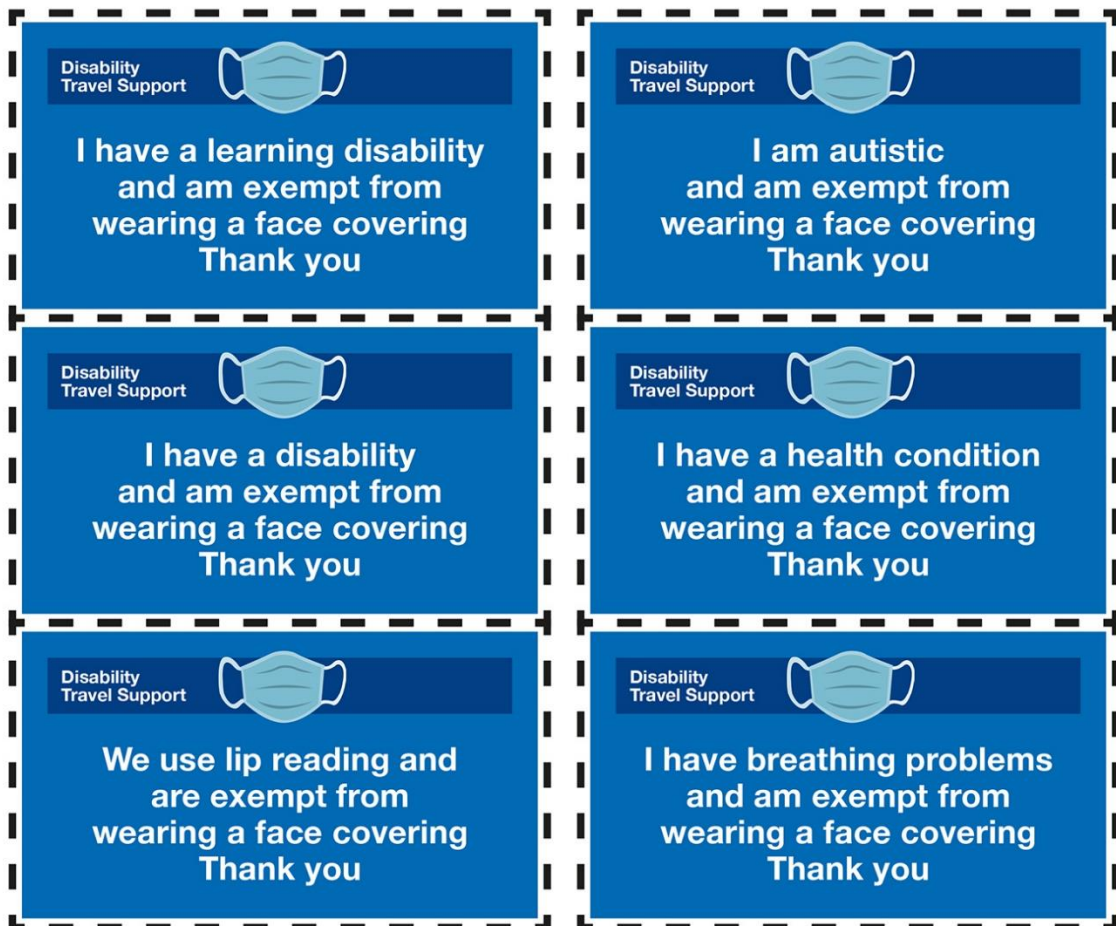 Disability
Travel Support
I have a learning disability
and am exempt from
wearing a face covering
Thank you
Disability
Travel Support
I am autistic
and am exempt from
wearing a face covering
Thank you
Disability
Travel Support
I have a disability
and am exempt from
wearing a face covering
Thank you
Disability
Travel Support
I have a health condition
and am exempt from
wearing a face covering
Thank you
Disability
Travel Support
We use lip reading and
are exempt from
wearing a face covering
Thank you
Disability
Travel Support
I have breathing problems
and am exempt from
wearing a face covering
Thank you